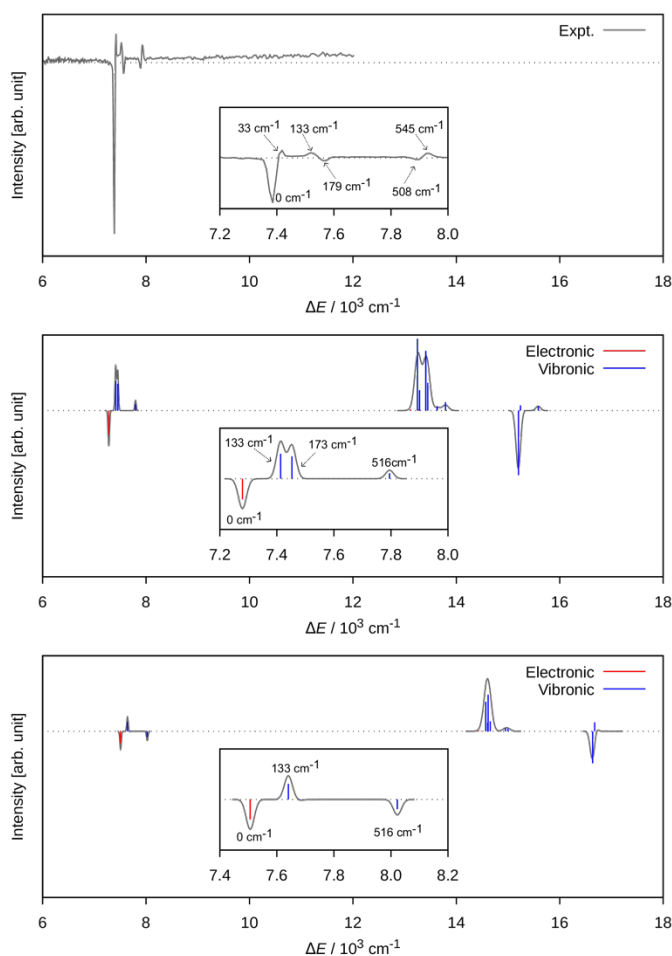 Intensity [arb. unit]
Expt.
33 cm-1
133 cm-1
545 cm-1
0 cm-1
179 cm-1
508 cm-1
7.2 7.4 7.6 7.8 8.0
6 8 10 12 14 16 18
ΔE / 10³ cm-1
Intensity [arb. unit]
Electronic
Vibronic
133 cm-1
173 cm-1
516cm-1
0 cm-1
7.2 7.4 7.6 7.8 8.0
6 8 10 12 14 16 18
ΔE / 10³ cm-1
Intensity [arb. unit]
Electronic
Vibronic
133 cm-1
0 cm-1
516 cm-1
7.4 7.6 7.8 8.0 8.2
6 8 10 12 14 16 18
ΔE / 10³ cm-1